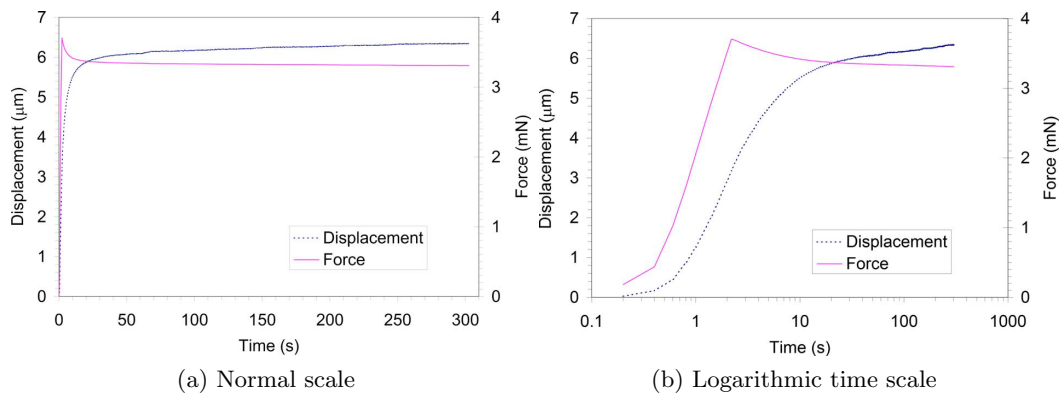 7
6
5
4
3
2
1
0
Displacement (μm)
4
3
2
1
0
Force (mN)
Displacement
Force
0 50 100 150 200 250 300
Time (s)
(a) Normal scale
7
6
5
4
3
2
1
0
Displacement (μm)
4
3
2
1
0
Force (mN)
Displacement
Force
0.1 1 10 100 1000
Time (s)
(b) Logarithmic time scale